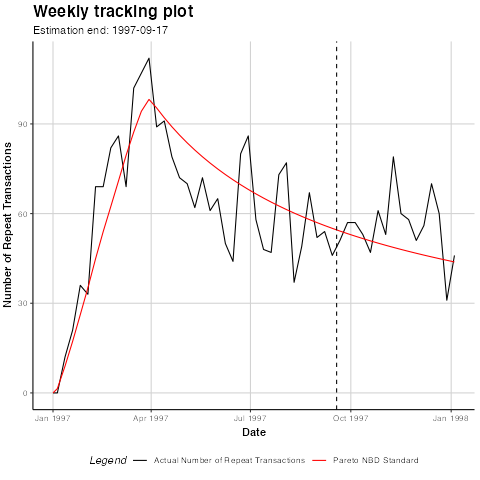 Weekly tracking plot
Estimation end: 1997-09-17
Number of Repeat Transactions
90
60
30
0
Jan 1997 Apr 1997 Jul 1997 Oct 1997 Jan 1998
Date
Legend Actual Number of Repeat Transactions Pareto NBD Standard